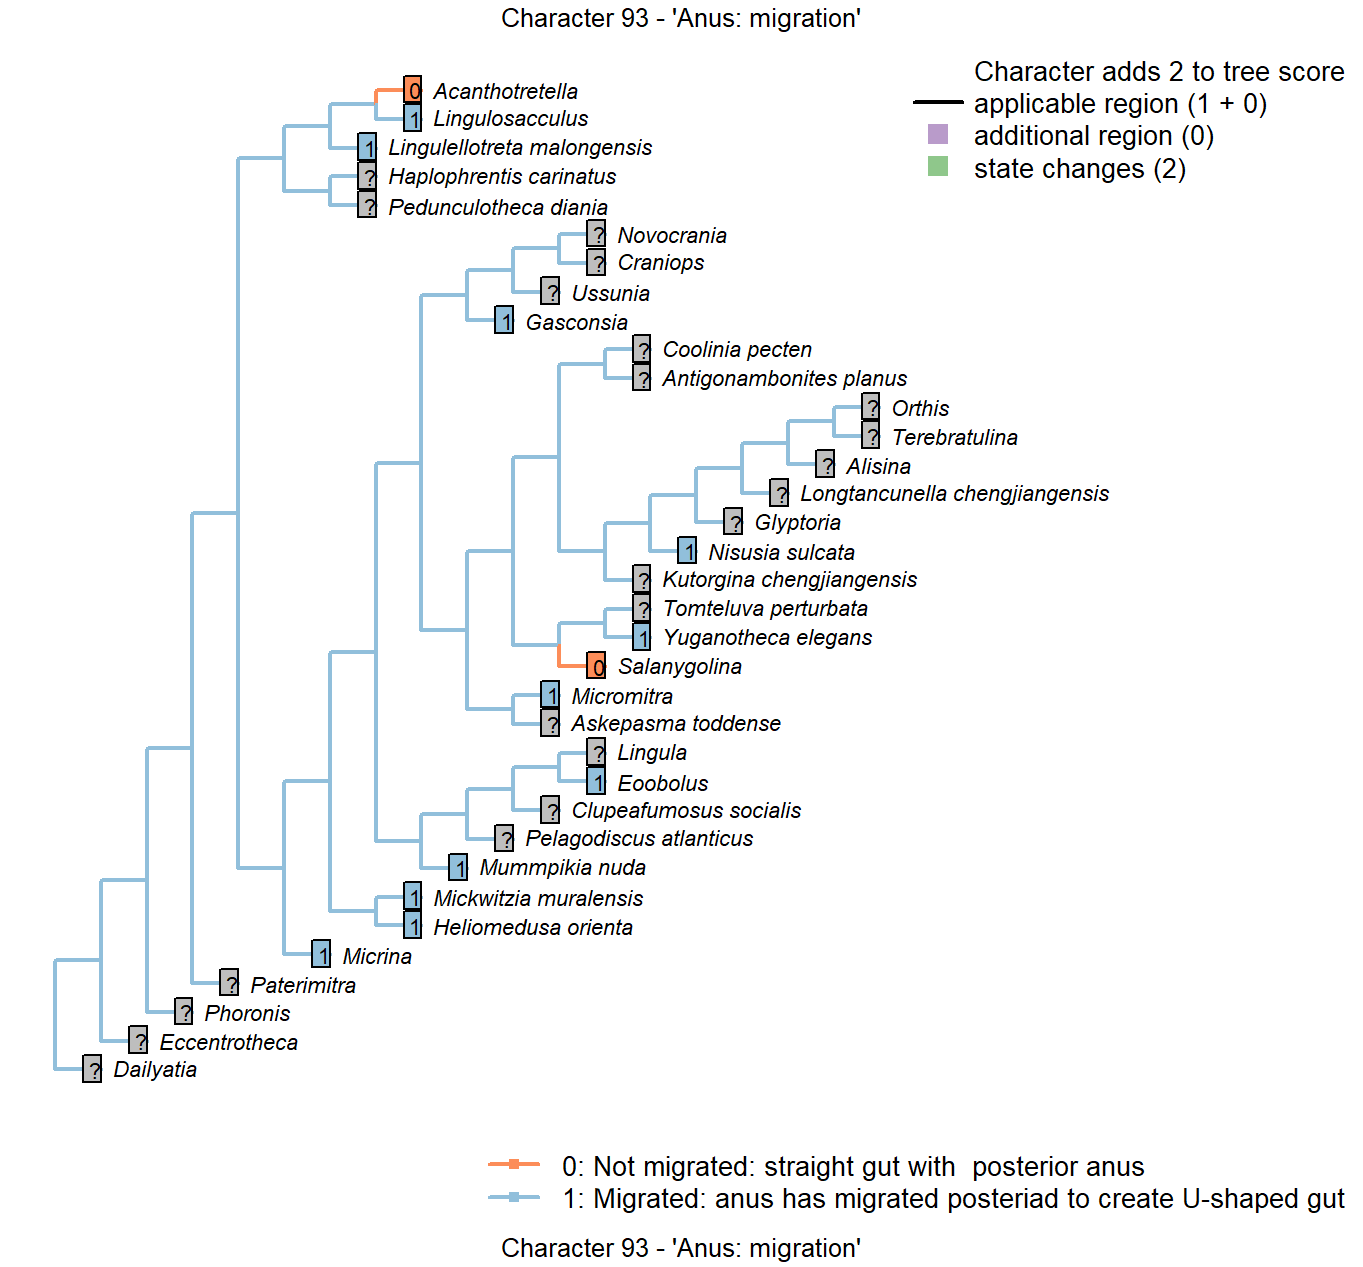 Character 93 - 'Anus: migration'
Character adds 2 to tree score
applicable region (1 + 0)
additional region (0)
state changes (2)
0 Acanthotretella
1 Lingulosacculus
1 Lingulellotreta malongensis
? Haplophrentis carinatus
? Pedunculotheca diania
? Novocrania
? Craniops
? Ussunia
1 Gasconsia
? Coolinia pecten
? Antigonambonites planus
? Orthis
? Terebratulina
? Alisina
? Longtancunella chengjiangensis
? Glyptoria
1 Nisusia sulcata
? Kutorgina chengjiangensis
? Tomteluva perturbata
1 Yuganotheca elegans
0 Salanygolina
1 Micromitra
? Askepasma toddense
? Lingula
1 Eoobolus
? Clupeafumosus socialis
? Pelagodiscus atlanticus
1 Mummpikia nuda
1 Mickwitzia muralensis
1 Heliomedusa orienta
1 Micrina
? Paterimitra
? Phoronis
? Eccentrotheca
? Dailyatia
0: Not migrated: straight gut with  posterior anus
1: Migrated: anus has migrated posteriad to create U-shaped gut
Character 93 - 'Anus: migration'